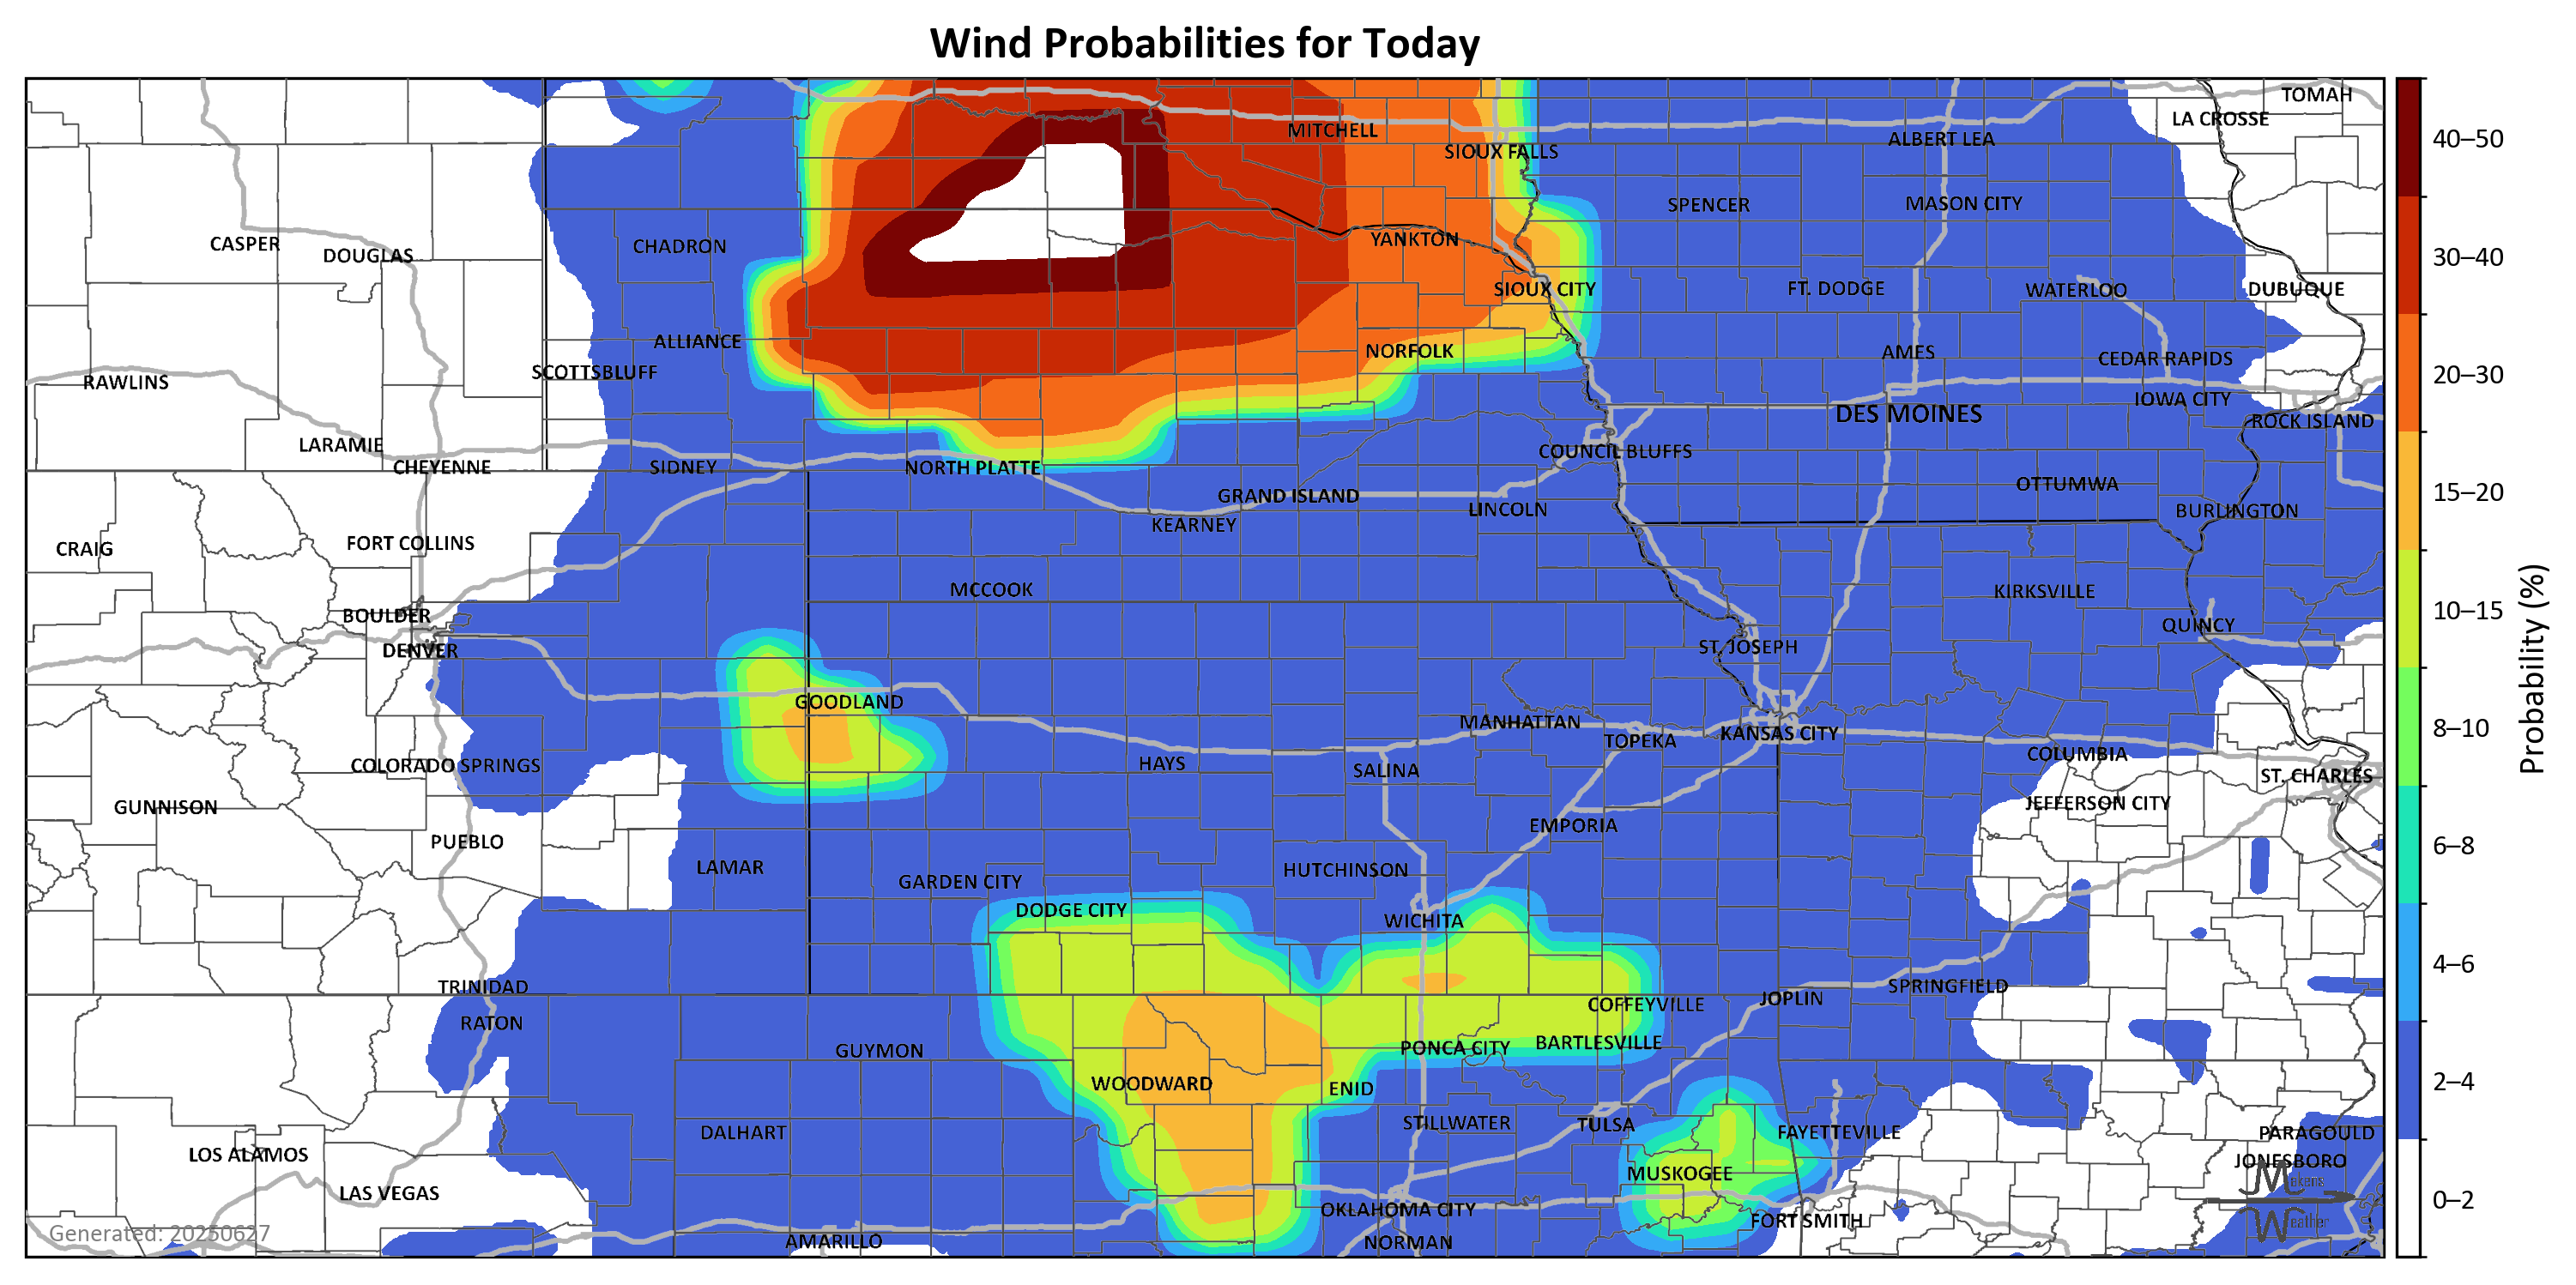 Wind Probabilities for Today
TOMAH
LA CROSSE
MITCHELL
ALBERT LEA
SIOUX FALLS
SPENCER
MASON CITY
CASPER
DOUGLAS
CHADRON
YANKTON
SIOUX CITY
FT. DODGE
WATERLOO
DUBUQUE
ALLIANCE
NORFOLK
AMES
CEDAR RAPIDS
RAWLINS
SCOTTSBLUFF
IOWA CITY
DES MOINES
ROCK ISLAND
LARAMIE
CHEYENNE
SIDNEY
NORTH PLATTE
COUNCIL BLUFFS
GRAND ISLAND
LINCOLN
OTTUMWA
KEARNEY
BURLINGTON
CRAIG
FORT COLLINS
MCCOOK
KIRKSVILLE
BOULDER
QUINCY
DENVER
ST. JOSEPH
GOODLAND
MANHATTAN
TOPEKA
KANSAS CITY
COLUMBIA
COLORADO SPRINGS
HAYS
SALINA
ST. CHARLES
GUNNISON
JEFFERSON CITY
PUEBLO
EMPORIA
LAMAR
GARDEN CITY
HUTCHINSON
DODGE CITY
WICHITA
TRINIDAD
SPRINGFIELD
COFFEYVILLE
JOPLIN
RATON
GUYMON
PONCA CITY
BARTLESVILLE
WOODWARD
ENID
STILLWATER
TULSA
DALHART
FAYETTEVILLE
PARAGOULD
LOS ALAMOS
MUSKOGEE
JONESBORO
LAS VEGAS
OKLAHOMA CITY
FORT SMITH
AMARILLO
NORMAN
Generated: 20250627
Mokens
Weather
40–50
30–40
20–30
15–20
10–15
8–10
6–8
4–6
2–4
0–2
Probability (%)